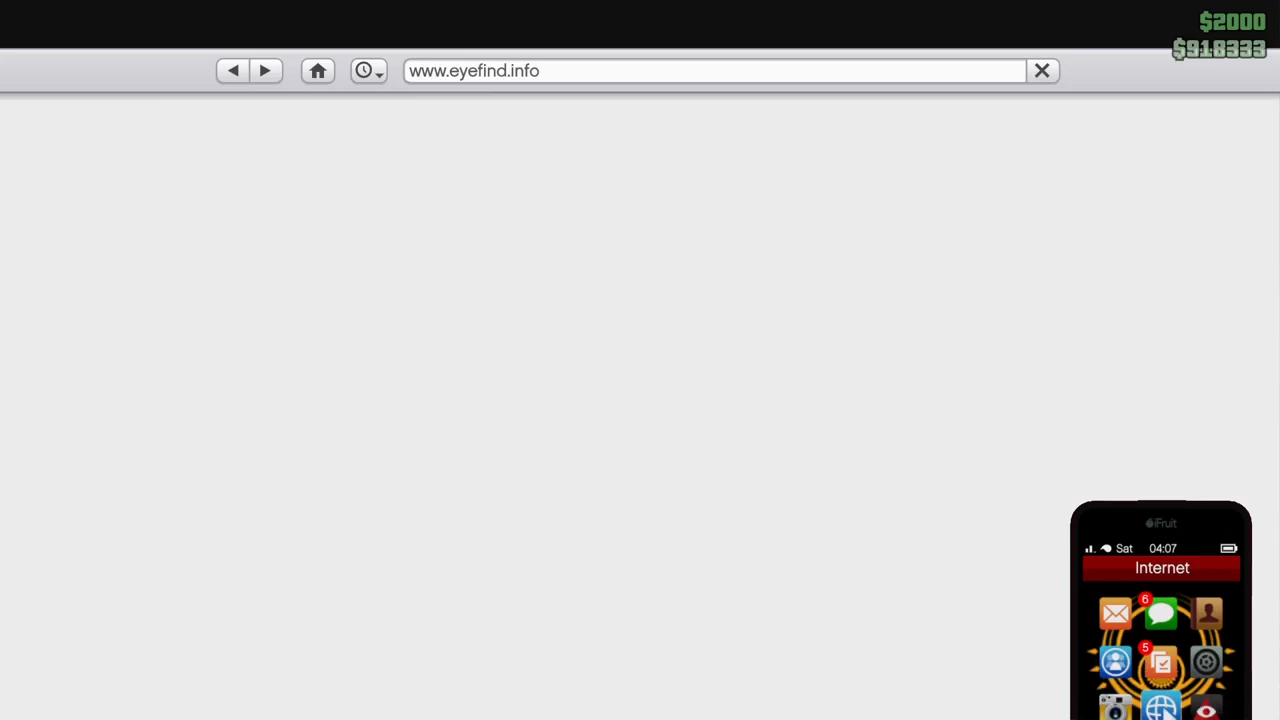 $2000
$918333
www.eyefind.info
iFruit
Sat 04:07
Internet
6
5